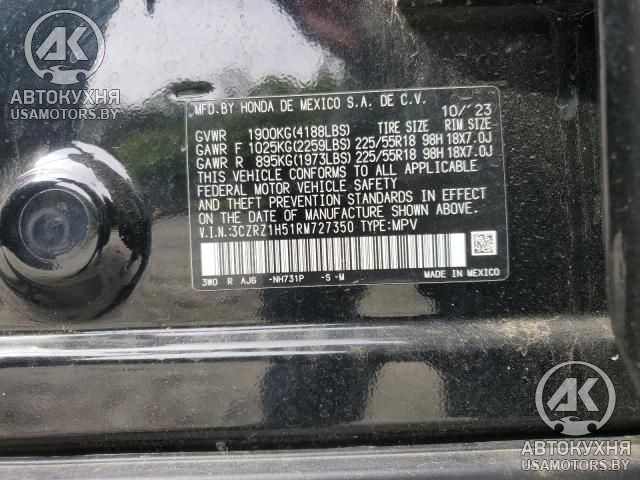 AK
АВТОКУХНЯ
USAMOTORS.BY
MFD.BY HONDA DE MEXICO S.A. DE C.V. 10/'23
GVWR 1900KG(4188LBS) TIRE SIZE RIM SIZE
GAWR F 1025KG(2259LBS) 225/55R18 98H 18X7.0J
GAWR R 895KG(1973LBS) 225/55R18 98H 18X7.0J
THIS VEHICLE CONFORMS TO ALL APPLICABLE
FEDERAL MOTOR VEHICLE SAFETY
AND THEFT PREVENTION STANDARDS IN EFFECT
ON THE DATE OF MANUFACTURE SHOWN ABOVE.
V.I.N.:3CZRZ1H51RM727350 TYPE:MPV
3W0 R AJ6 -NH731P -S -M MADE IN MEXICO
AK
АВТОКУХНЯ
USAMOTORS.BY